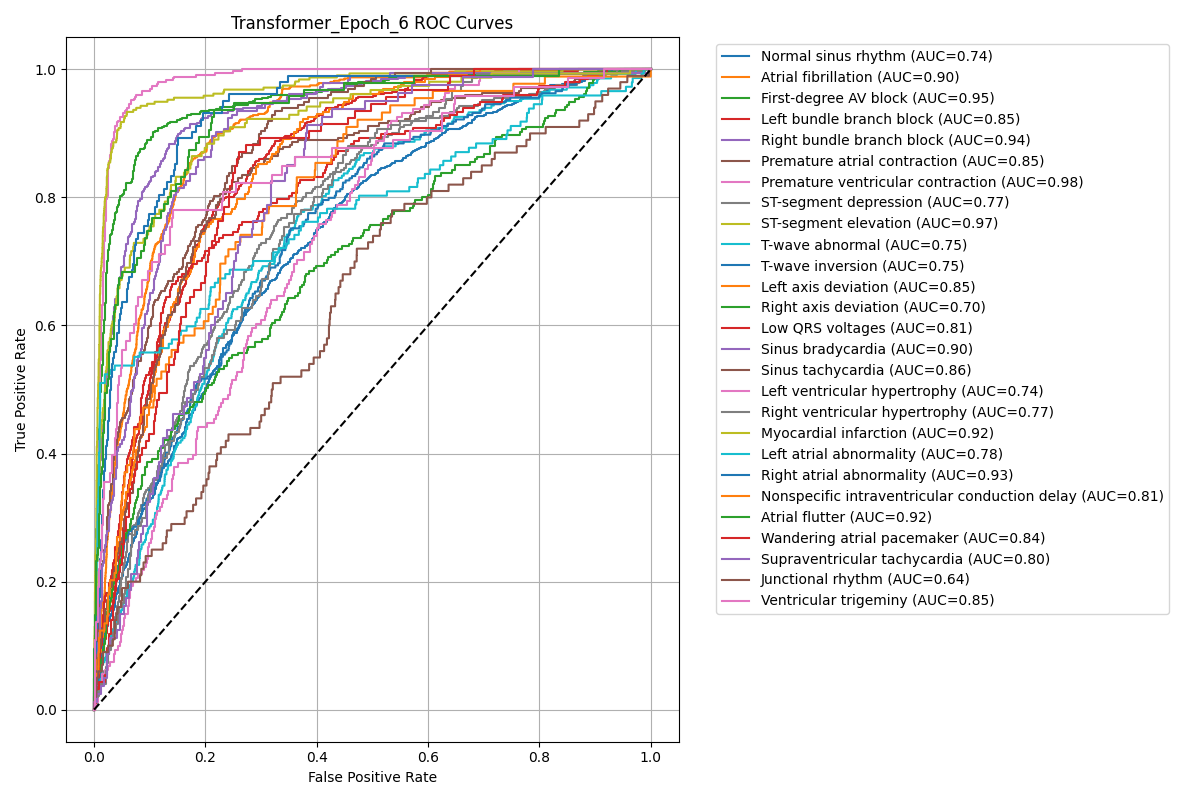 Transformer_Epoch_6 ROC Curves
1.0
0.8
0.6
0.4
0.2
0.0
True Positive Rate
0.0 0.2 0.4 0.6 0.8 1.0
False Positive Rate
Normal sinus rhythm (AUC=0.74)
Atrial fibrillation (AUC=0.90)
First-degree AV block (AUC=0.95)
Left bundle branch block (AUC=0.85)
Right bundle branch block (AUC=0.94)
Premature atrial contraction (AUC=0.85)
Premature ventricular contraction (AUC=0.98)
ST-segment depression (AUC=0.77)
ST-segment elevation (AUC=0.97)
T-wave abnormal (AUC=0.75)
T-wave inversion (AUC=0.75)
Left axis deviation (AUC=0.85)
Right axis deviation (AUC=0.70)
Low QRS voltages (AUC=0.81)
Sinus bradycardia (AUC=0.90)
Sinus tachycardia (AUC=0.86)
Left ventricular hypertrophy (AUC=0.74)
Right ventricular hypertrophy (AUC=0.77)
Myocardial infarction (AUC=0.92)
Left atrial abnormality (AUC=0.78)
Right atrial abnormality (AUC=0.93)
Nonspecific intraventricular conduction delay (AUC=0.81)
Atrial flutter (AUC=0.92)
Wandering atrial pacemaker (AUC=0.84)
Supraventricular tachycardia (AUC=0.80)
Junctional rhythm (AUC=0.64)
Ventricular trigeminy (AUC=0.85)